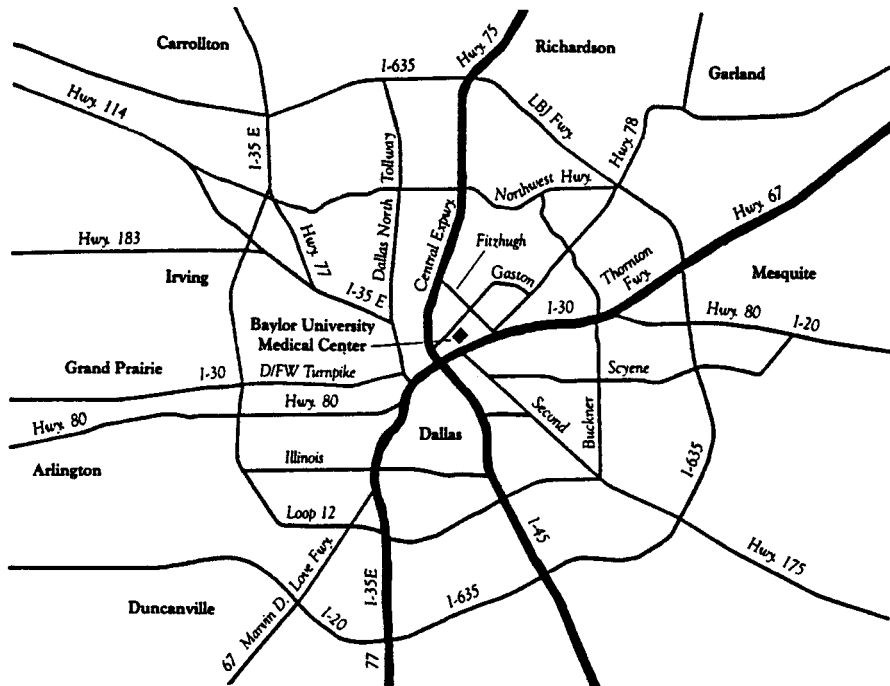 Carrollton
Hwy. 75
Richardson
I-635
Garland
Hwy. 114
LBJ Fwy.
Hwy. 78
I-35 E
Tollway
Northwest Hwy.
Hwy. 67
Dallas North
Central Expwy.
Fitzhugh
Hwy. 183
Hwy. 77
Gaston
Thornton
Fwy.
Mesquite
Irving
I-35 E
I-30
Hwy. 80
I-20
Baylor University
Medical Center
Grand Prairie
I-30
D/FW Turnpike
Scyene
Hwy. 80
Second
Hwy. 80
Dallas
Buckner
Arlington
Illinois
I-635
Loop 12
I-45
Hwy. 175
Duncanville
67 Marvin D. Love Fwy.
I-20
I-35E
I-635
77